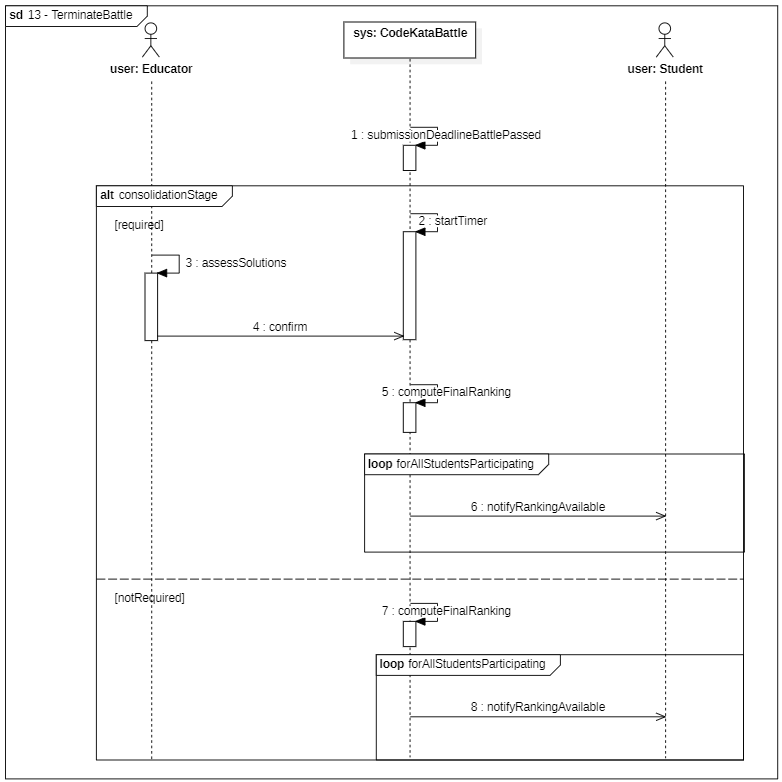 sd 13 - TerminateBattle
user: Educator
sys: CodeKataBattle
user: Student
1 : submissionDeadlineBattlePassed
alt consolidationStage
[required]
2 : startTimer
3 : assessSolutions
4 : confirm
5 : computeFinalRanking
loop forAllStudentsParticipating
6 : notifyRankingAvailable
[notRequired]
7 : computeFinalRanking
loop forAllStudentsParticipating
8 : notifyRankingAvailable